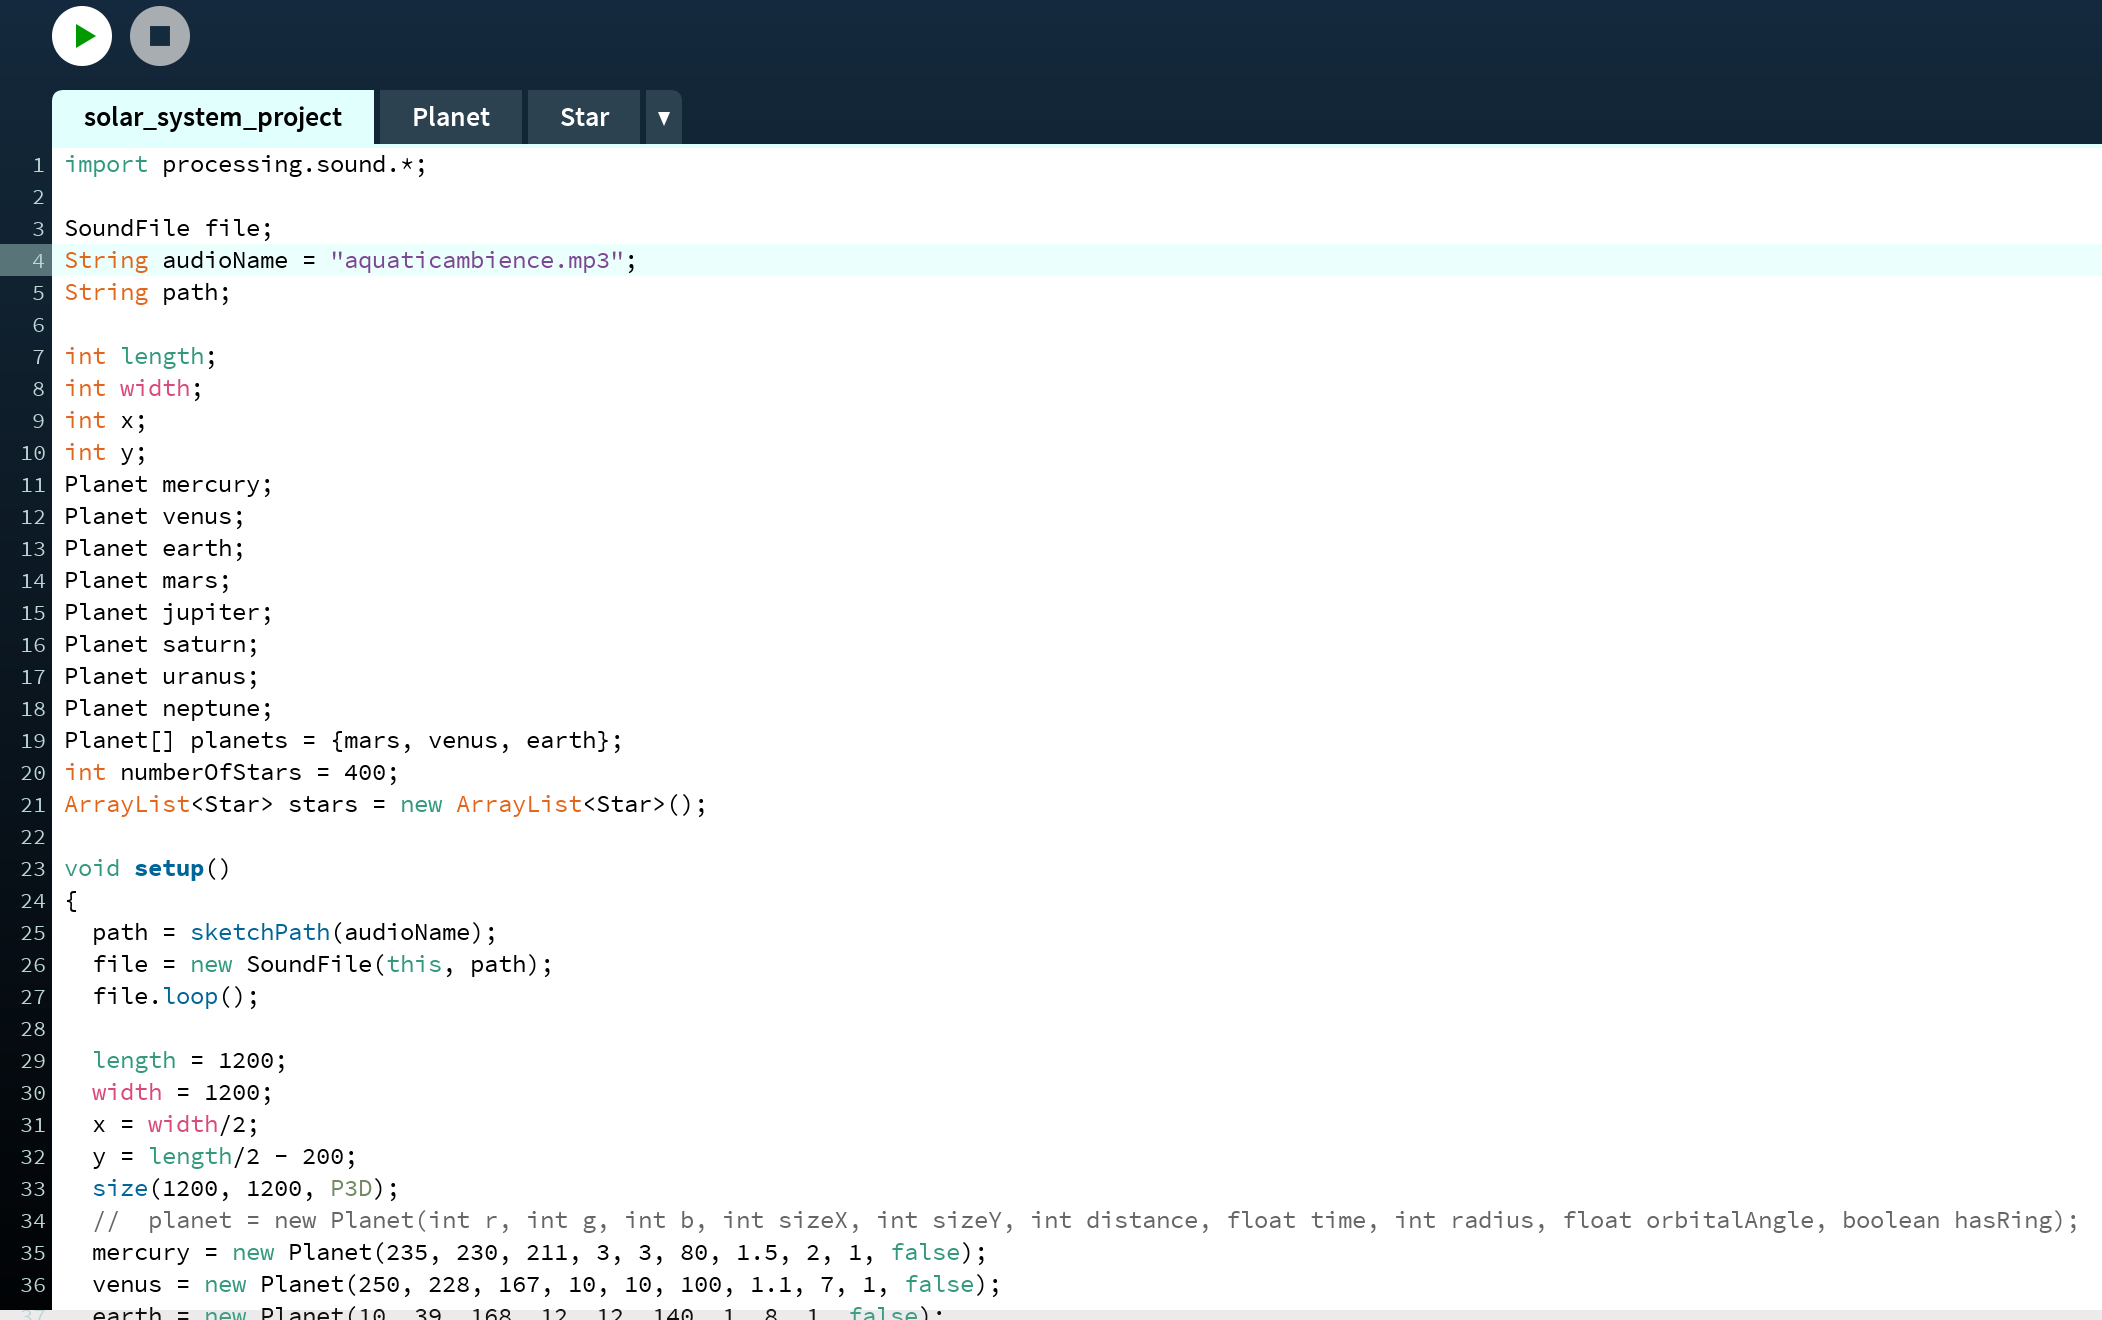 solar_system_project Planet Star ▼
1 import processing.sound.*;
2
3 SoundFile file;
4 String audioName = "aquaticambience.mp3";
5 String path;
6
7 int length;
8 int width;
9 int x;
10 int y;
11 Planet mercury;
12 Planet venus;
13 Planet earth;
14 Planet mars;
15 Planet jupiter;
16 Planet saturn;
17 Planet uranus;
18 Planet neptune;
19 Planet[] planets = {mars, venus, earth};
20 int numberOfStars = 400;
21 ArrayList<Star> stars = new ArrayList<Star>();
22
23 void setup()
24 {
25   path = sketchPath(audioName);
26   file = new SoundFile(this, path);
27   file.loop();
28
29   length = 1200;
30   width = 1200;
31   x = width/2;
32   y = length/2 - 200;
33   size(1200, 1200, P3D);
34   //  planet = new Planet(int r, int g, int b, int sizeX, int sizeY, int distance, float time, int radius, float orbitalAngle, boolean hasRing);
35   mercury = new Planet(235, 230, 211, 3, 3, 80, 1.5, 2, 1, false);
36   venus = new Planet(250, 228, 167, 10, 10, 100, 1.1, 7, 1, false);
37   earth = new Planet(10, 39, 168, 12, 12, 140, 1, 8, 1, false);